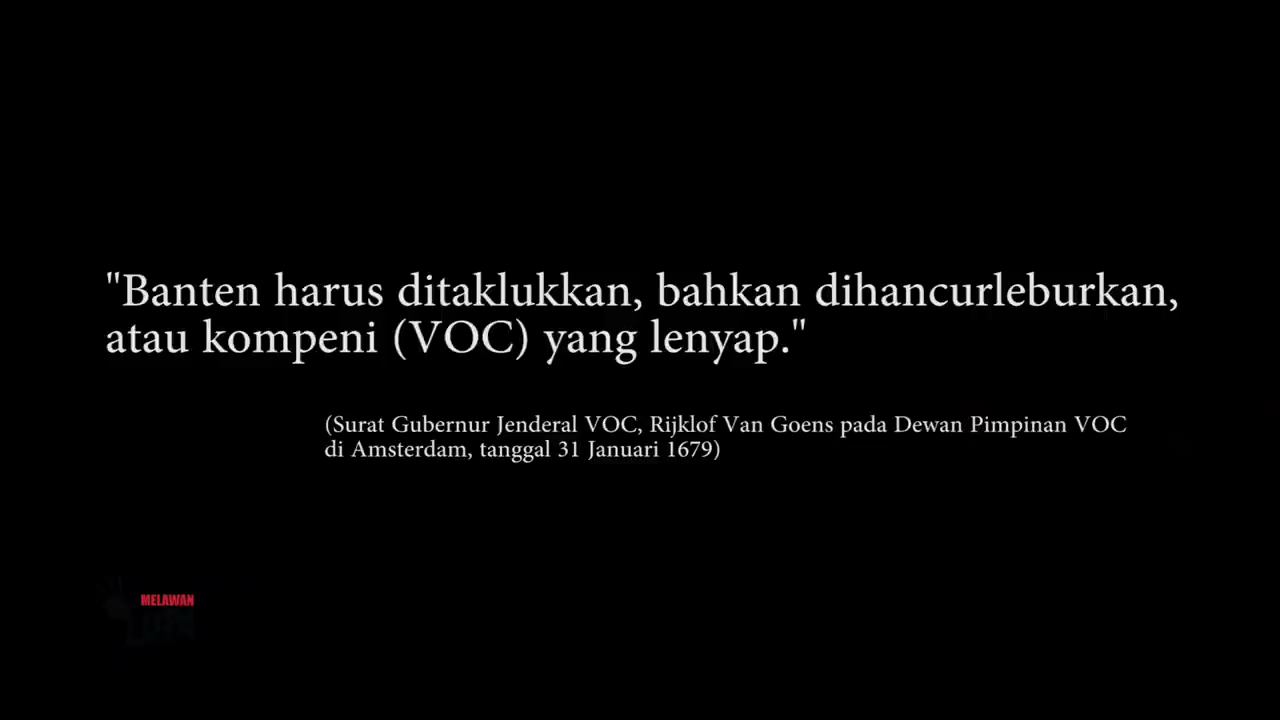 "Banten harus ditaklukkan, bahkan dihancurleburkan,
atau kompeni (VOC) yang lenyap."
(Surat Gubernur Jenderal VOC, Rijklof Van Goens pada Dewan Pimpinan VOC
di Amsterdam, tanggal 31 Januari 1679)
MELAWAN